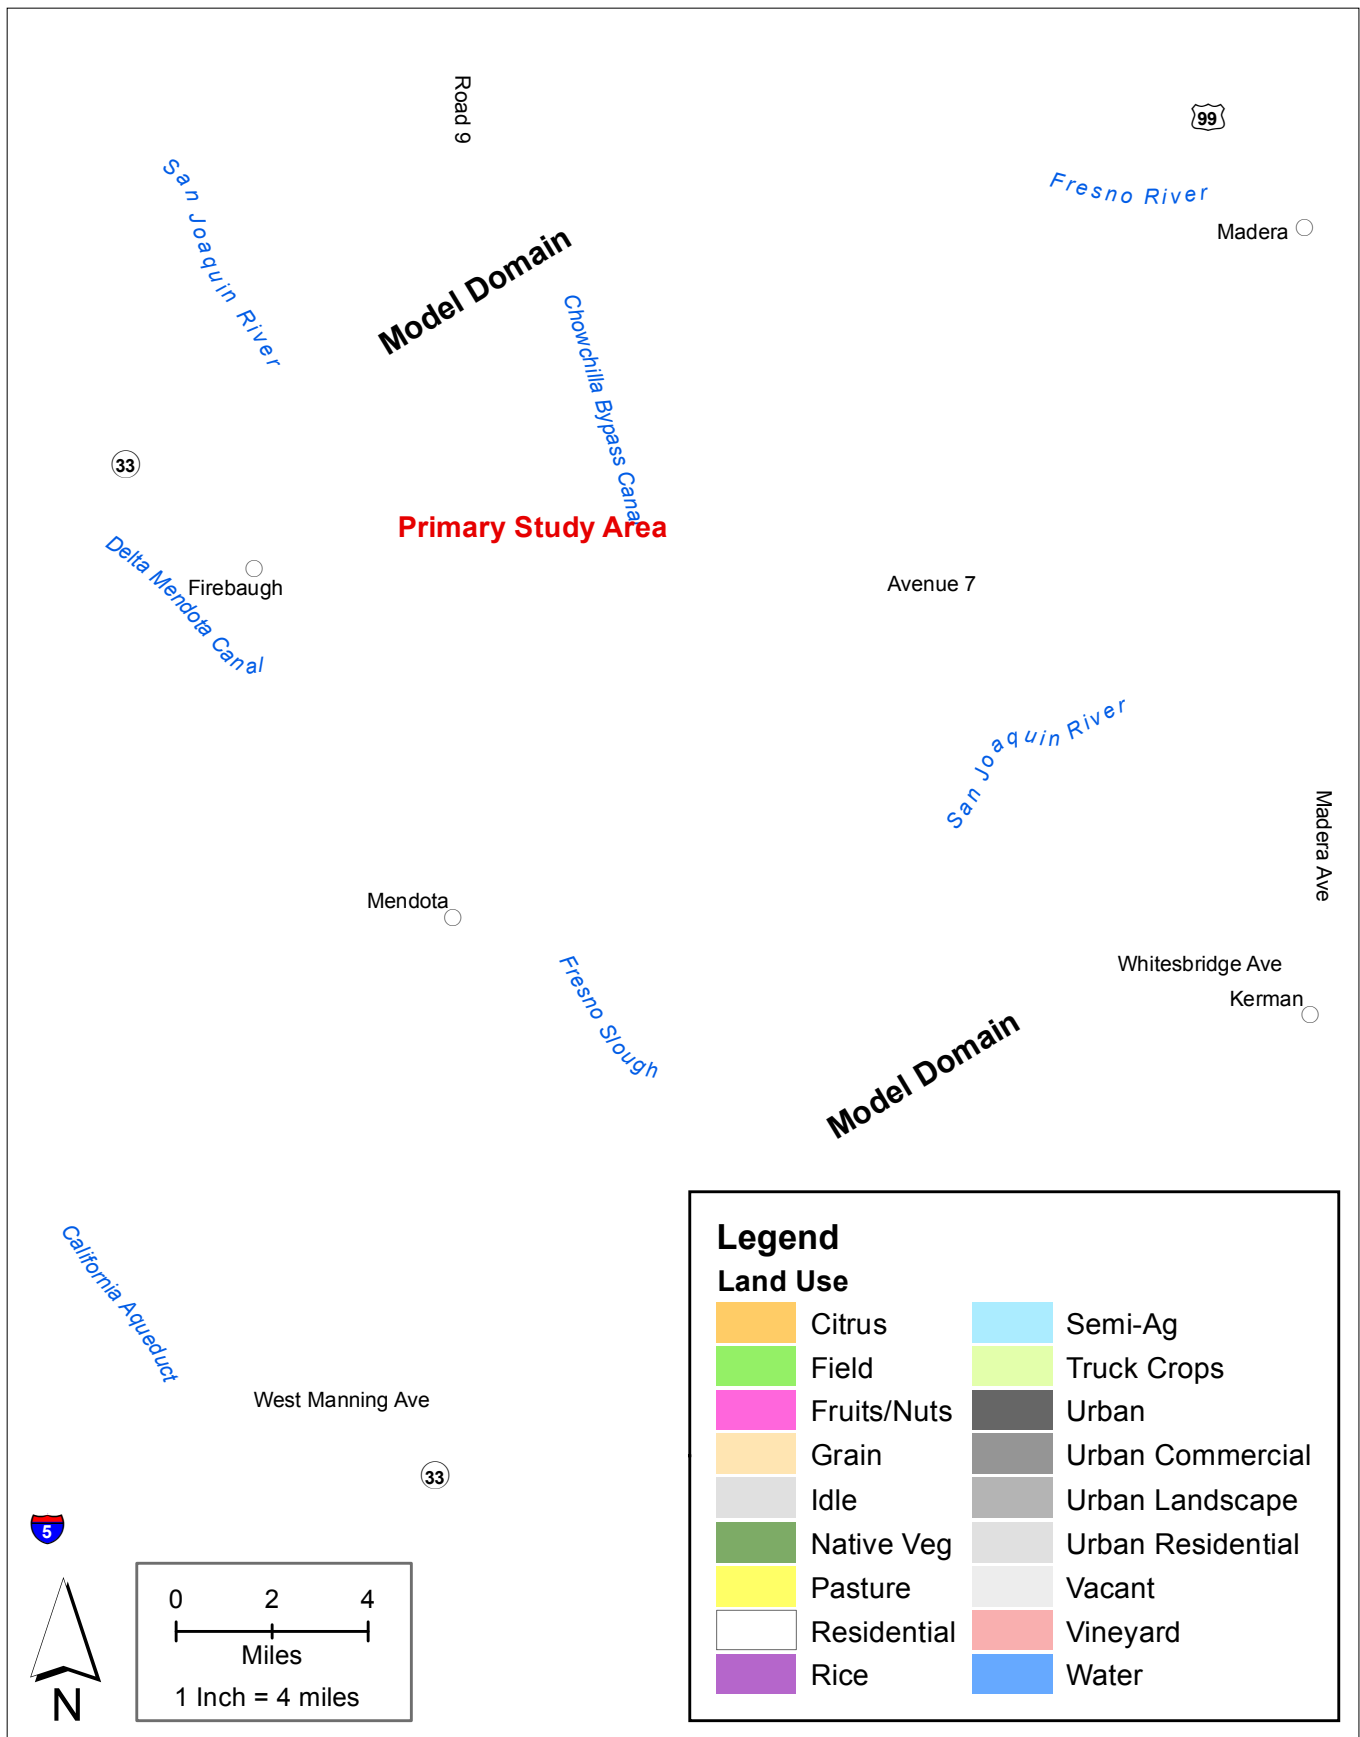 Road 9
99
San Joaquin River
Fresno River
Madera
Model Domain
Chowchilla Bypass Canal
33
Primary Study Area
Delta Mendota Canal
Firebaugh
Avenue 7
San Joaquin River
Madera Ave
Mendota
Fresno Slough
Whitesbridge Ave
Kerman
Model Domain
California Aqueduct
West Manning Ave
33
5
N
0 2 4
Miles
1 Inch = 4 miles
Legend
Land Use
Citrus
Field
Fruits/Nuts
Grain
Idle
Native Veg
Pasture
Residential
Rice
Semi-Ag
Truck Crops
Urban
Urban Commercial
Urban Landscape
Urban Residential
Vacant
Vineyard
Water